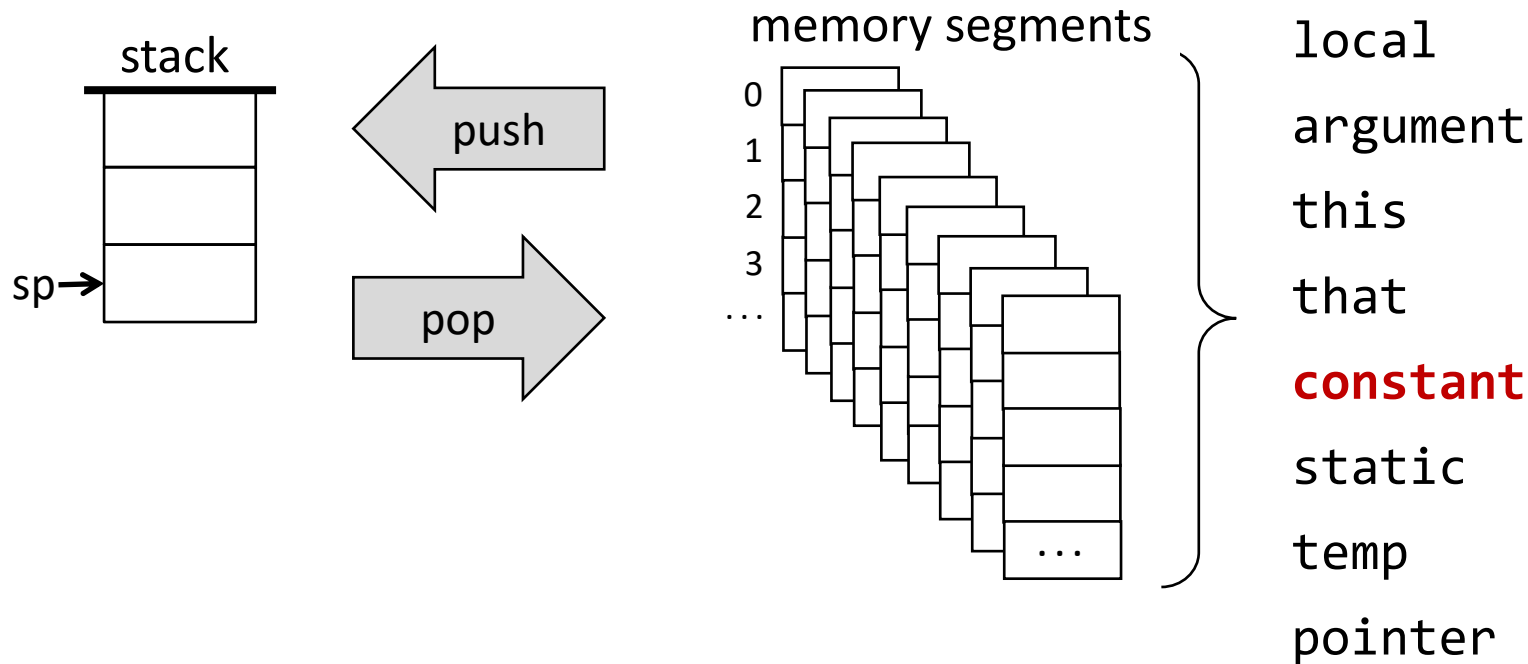 stack
sp
push
pop
memory segments
0
1
2
3
...
...
local
argument
this
that
constant
static
temp
pointer